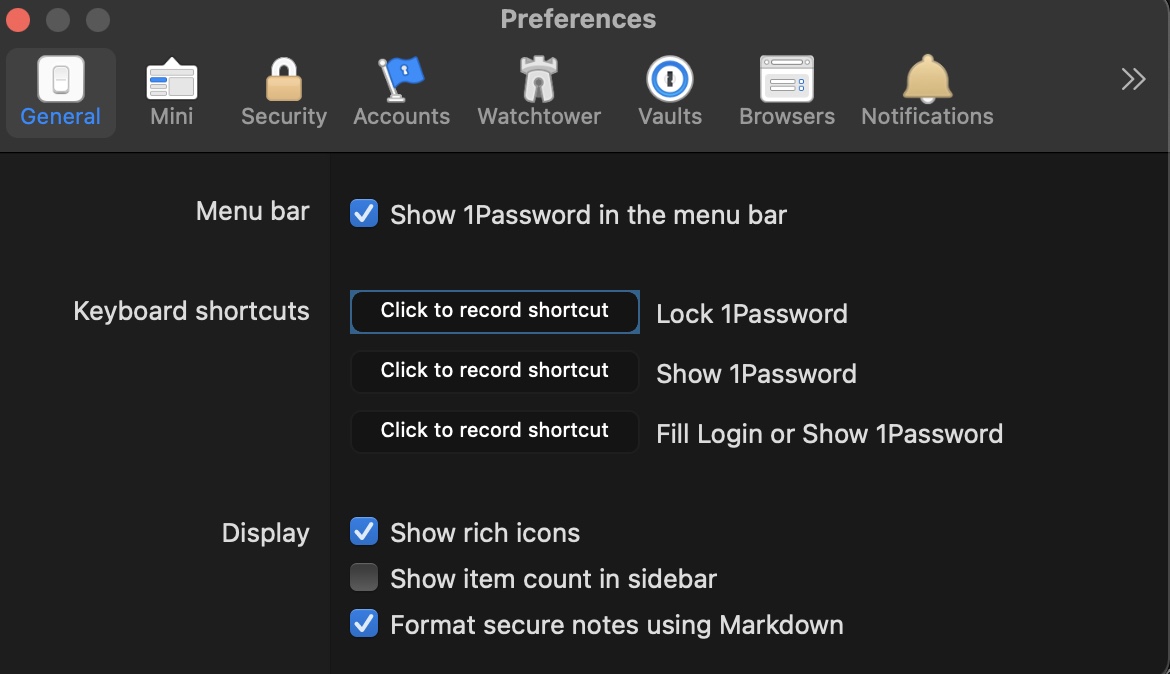 Preferences
General Mini Security Accounts Watchtower Vaults Browsers Notifications
Menu bar Show 1Password in the menu bar
Keyboard shortcuts Click to record shortcut Lock 1Password
Click to record shortcut Show 1Password
Click to record shortcut Fill Login or Show 1Password
Display Show rich icons
Show item count in sidebar
Format secure notes using Markdown